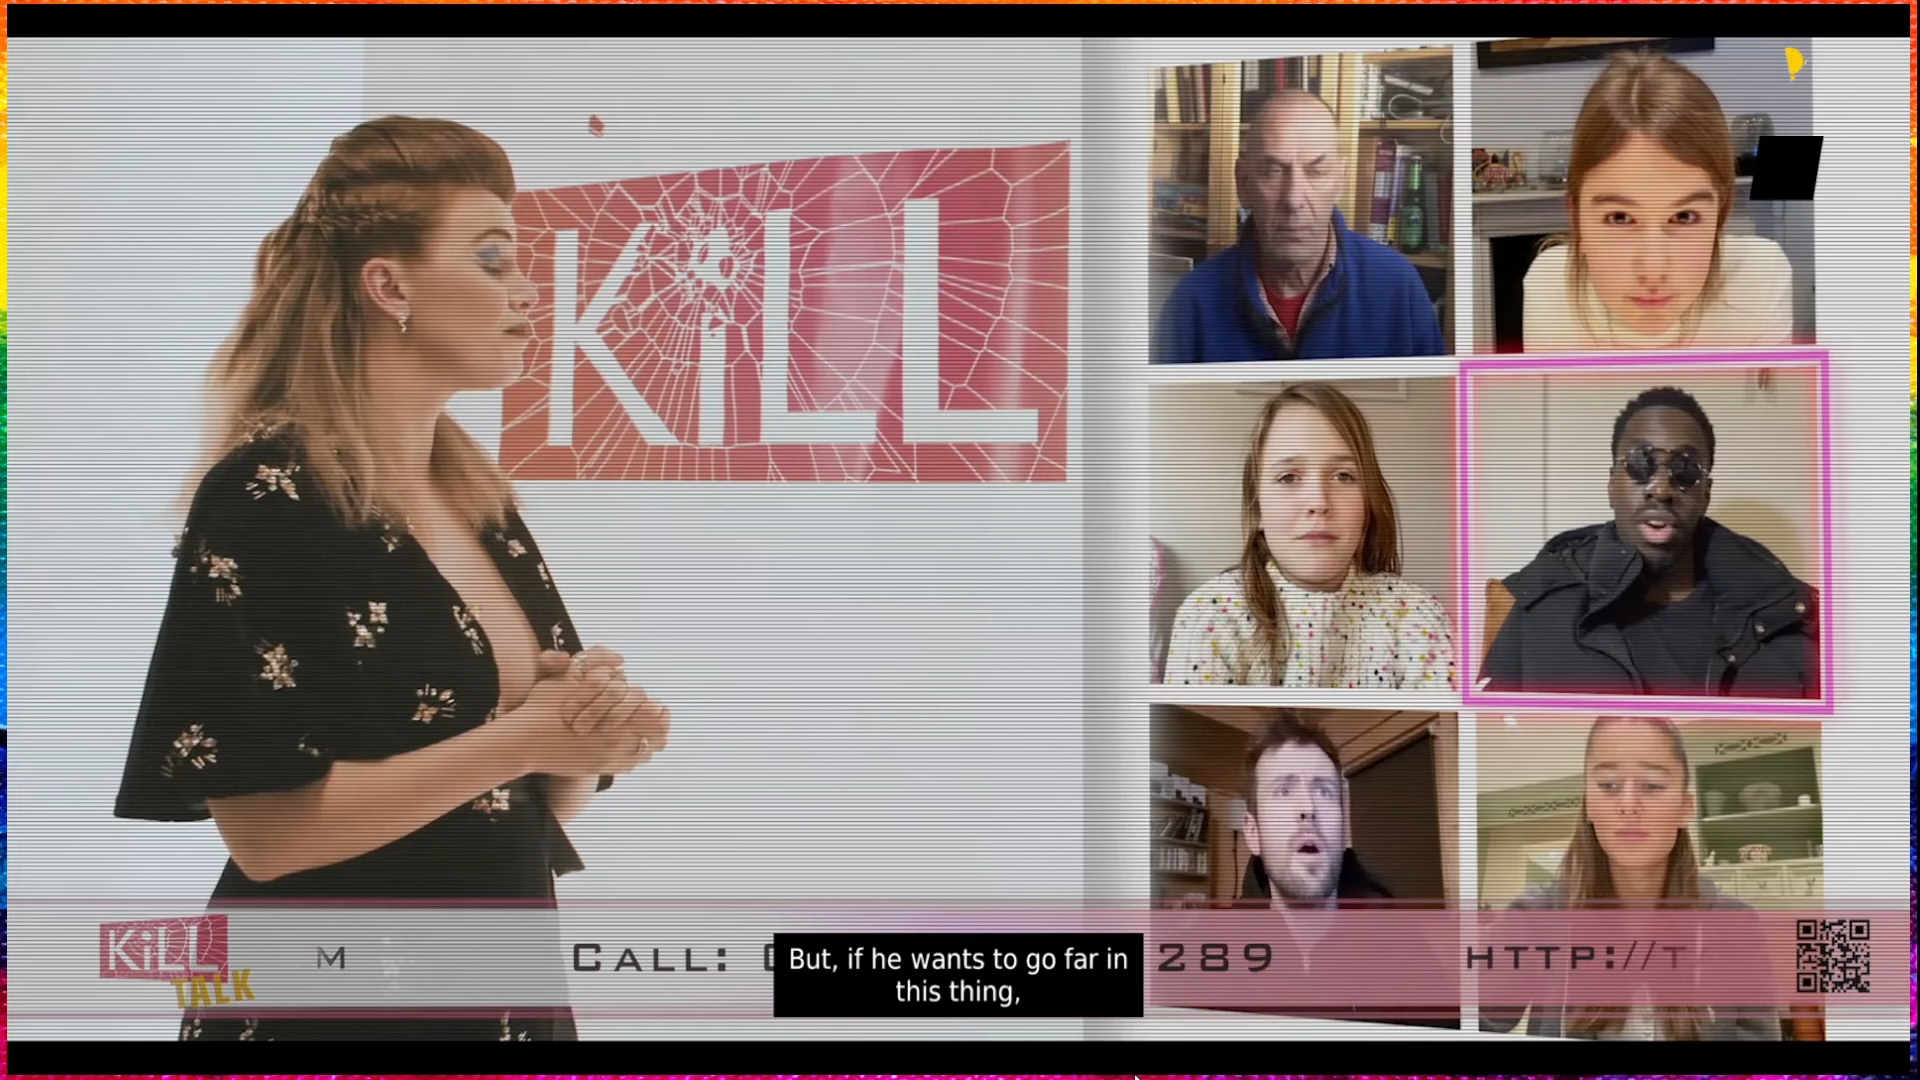 KiLL
KiLL
TALK
M
CALL:
289
HTTP://T
But, if he wants to go far in
this thing,